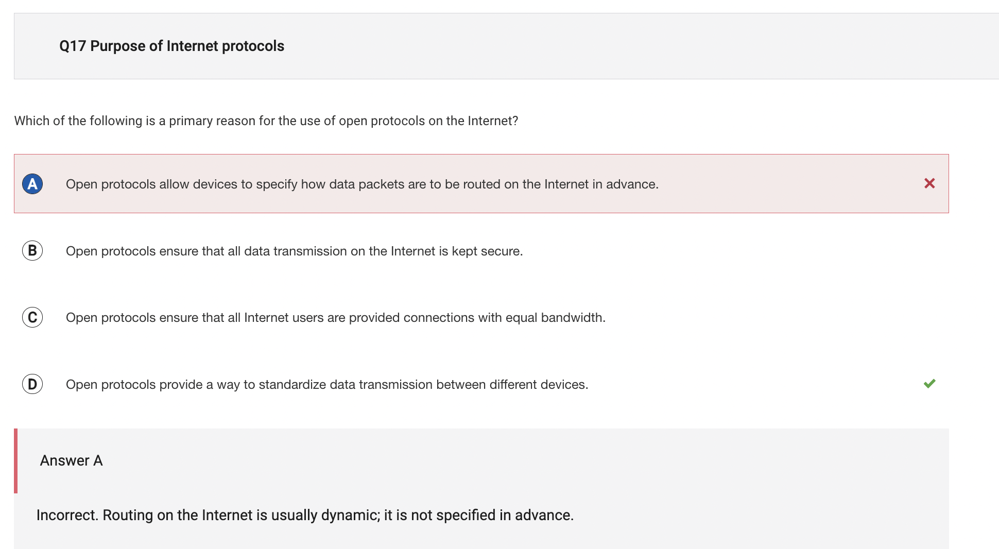 Q17 Purpose of Internet protocols
Which of the following is a primary reason for the use of open protocols on the Internet?
A Open protocols allow devices to specify how data packets are to be routed on the Internet in advance.
B Open protocols ensure that all data transmission on the Internet is kept secure.
C Open protocols ensure that all Internet users are provided connections with equal bandwidth.
D Open protocols provide a way to standardize data transmission between different devices.
Answer A
Incorrect. Routing on the Internet is usually dynamic; it is not specified in advance.